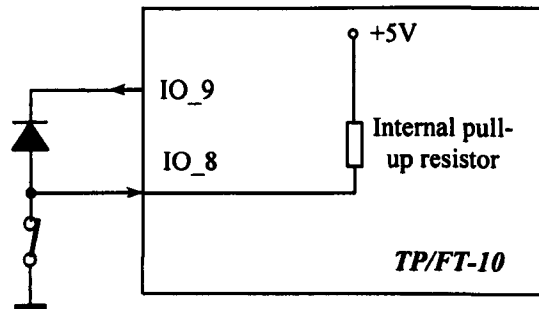 +5V
IO_9
Internal pull-
up resistor
IO_8
TP/FT-10